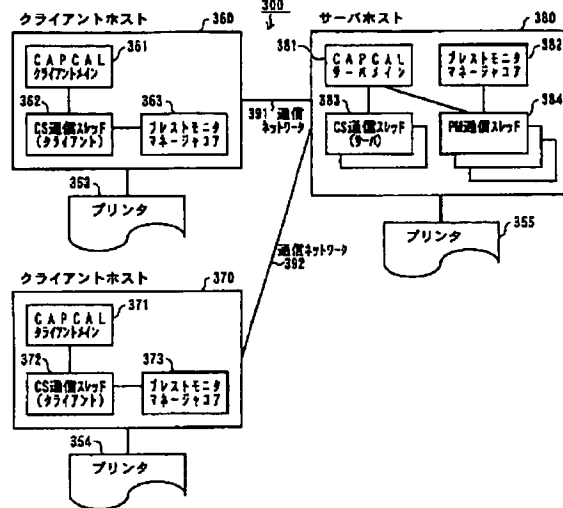 300
クライアントホスト 360
361
CAPCAL
クライアントメイン
362
363
CS通信スレッド
(クライアント)
プレストモニタ
マネージャコア
353
プリンタ
391 通信
ネットワーク
サーバホスト 380
381
382
CAPCAL
サーバメイン
プレストモニタ
マネージャコア
383
384
CS通信スレッド
(サーバ)
PM通信スレッド
プリンタ
355
通信ネットワーク
392
クライアントホスト 370
371
CAPCAL
クライアントメイン
372
373
CS通信スレッド
(クライアント)
プレストモニタ
マネージャコア
354
プリンタ